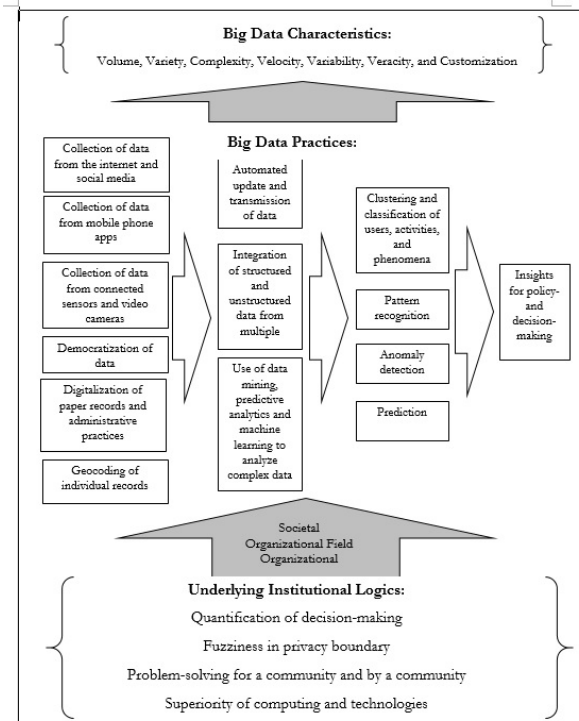 Big Data Characteristics:
Volume, Variety, Complexity, Velocity, Variability, Veracity, and Customization
Big Data Practices:
Collection of data
from the internet and
social media
Collection of data
from mobile phone
apps
Collection of data
from connected
sensors and video
cameras
Democratization of
data
Digitalization of
paper records and
administrative
practices
Geocoding of
individual records
Automated
update and
transmission
of data
Integration
of structured
and
unstructured
data from
multiple
Use of data
mining,
predictive
analytics and
machine
learning to
analyze
complex data
Clustering and
classification of
users, activities,
and
phenomena
Pattern
recognition
Anomaly
detection
Prediction
Insights
for policy-
and
decision-
making
Societal
Organizational Field
Organizational
Underlying Institutional Logics:
Quantification of decision-making
Fuzziness in privacy boundary
Problem-solving for a community and by a community
Superiority of computing and technologies